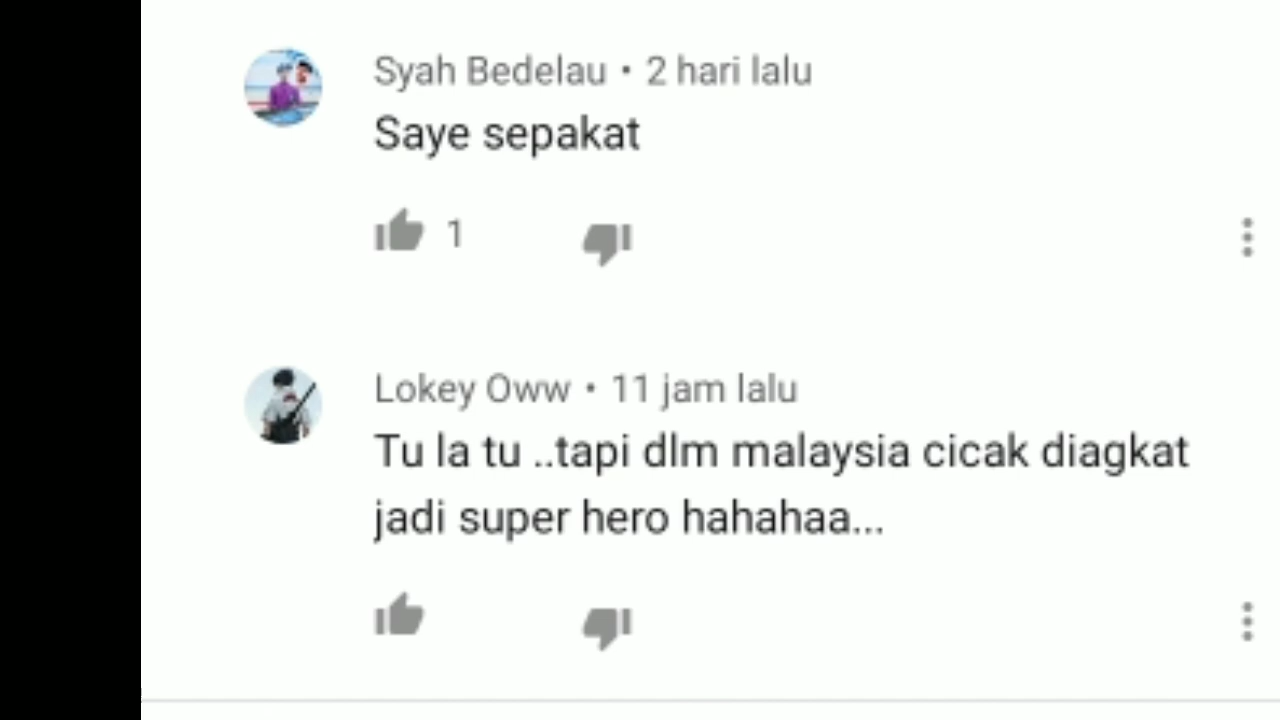 Syah Bedelau • 2 hari lalu
Saye sepakat
1
Lokey Oww • 11 jam lalu
Tu la tu ..tapi dlm malaysia cicak diagkat
jadi super hero hahahaa...